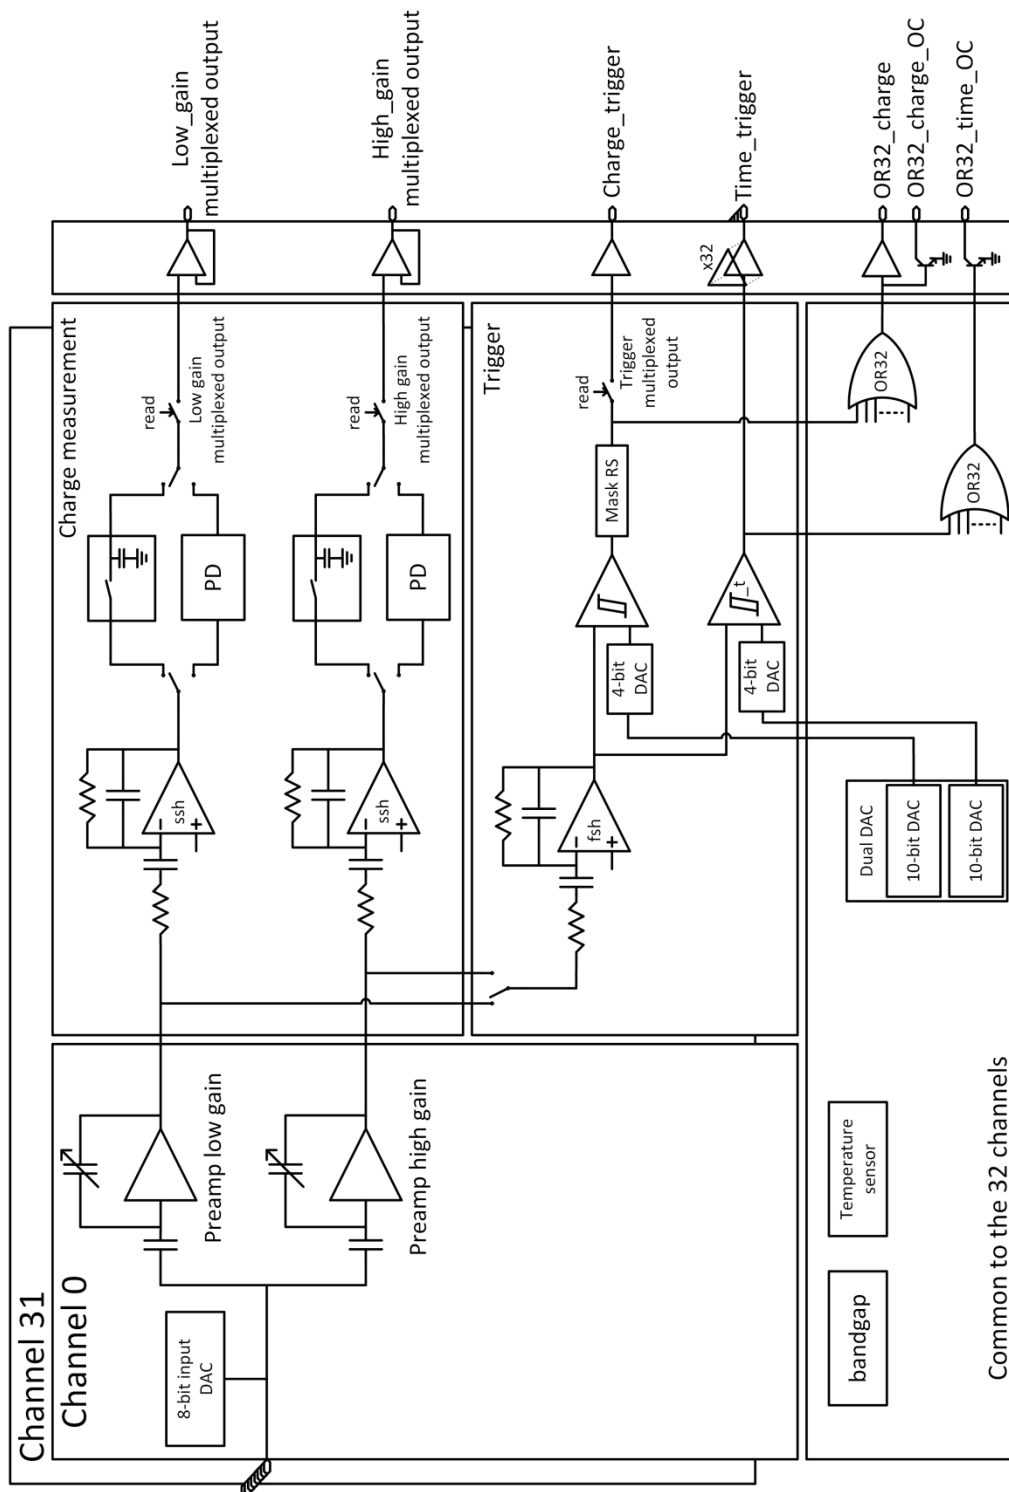 Channel 31
Channel 0
8-bit input
DAC
Preamp low gain
Preamp high gain
Charge measurement
ssh
PD
read
Low gain
multiplexed output
ssh
PD
read
High gain
multiplexed output
Low_gain
multiplexed output
High_gain
multiplexed output
Trigger
fsh
4-bit
DAC
Mask RS
read
Trigger
multiplexed
output
Charge_trigger
4-bit
DAC
_t
x32
Time_trigger
bandgap
Temperature
sensor
Dual DAC
10-bit DAC
10-bit DAC
OR32
OR32
OR32_charge
OR32_charge_OC
OR32_time_OC
Common to the 32 channels